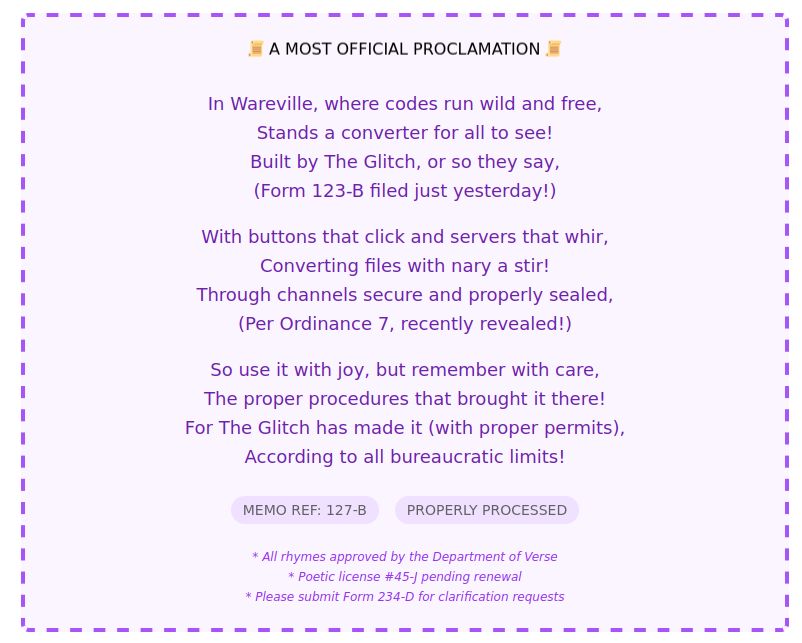 📜 A MOST OFFICIAL PROCLAMATION 📜
In Wareville, where codes run wild and free,
Stands a converter for all to see!
Built by The Glitch, or so they say,
(Form 123-B filed just yesterday!)
With buttons that click and servers that whir,
Converting files with nary a stir!
Through channels secure and properly sealed,
(Per Ordinance 7, recently revealed!)
So use it with joy, but remember with care,
The proper procedures that brought it there!
For The Glitch has made it (with proper permits),
According to all bureaucratic limits!
MEMO REF: 127-B PROPERLY PROCESSED
* All rhymes approved by the Department of Verse
* Poetic license #45-J pending renewal
* Please submit Form 234-D for clarification requests